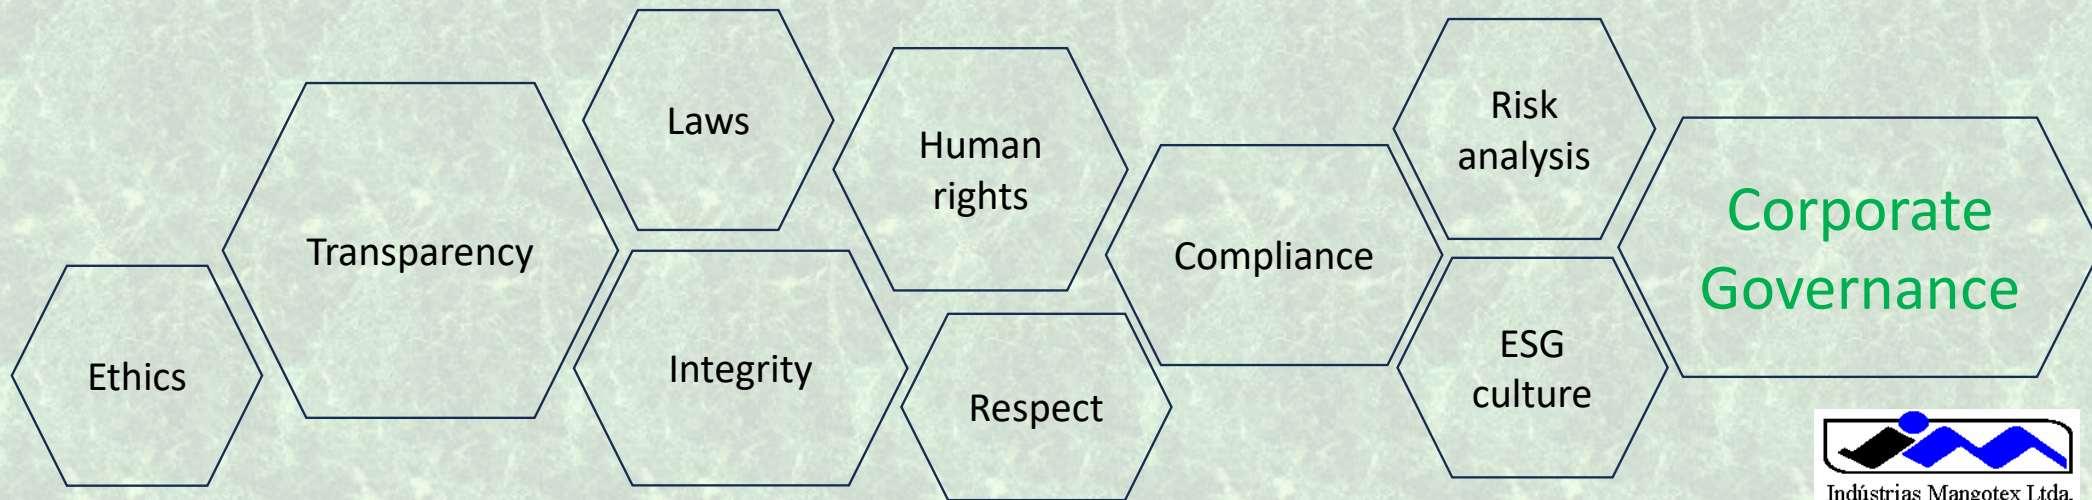 Ethics
Transparency
Laws
Integrity
Human
rights
Respect
Compliance
Risk
analysis
ESG
culture
Corporate
Governance
Indústrias Mangotex Ltda.